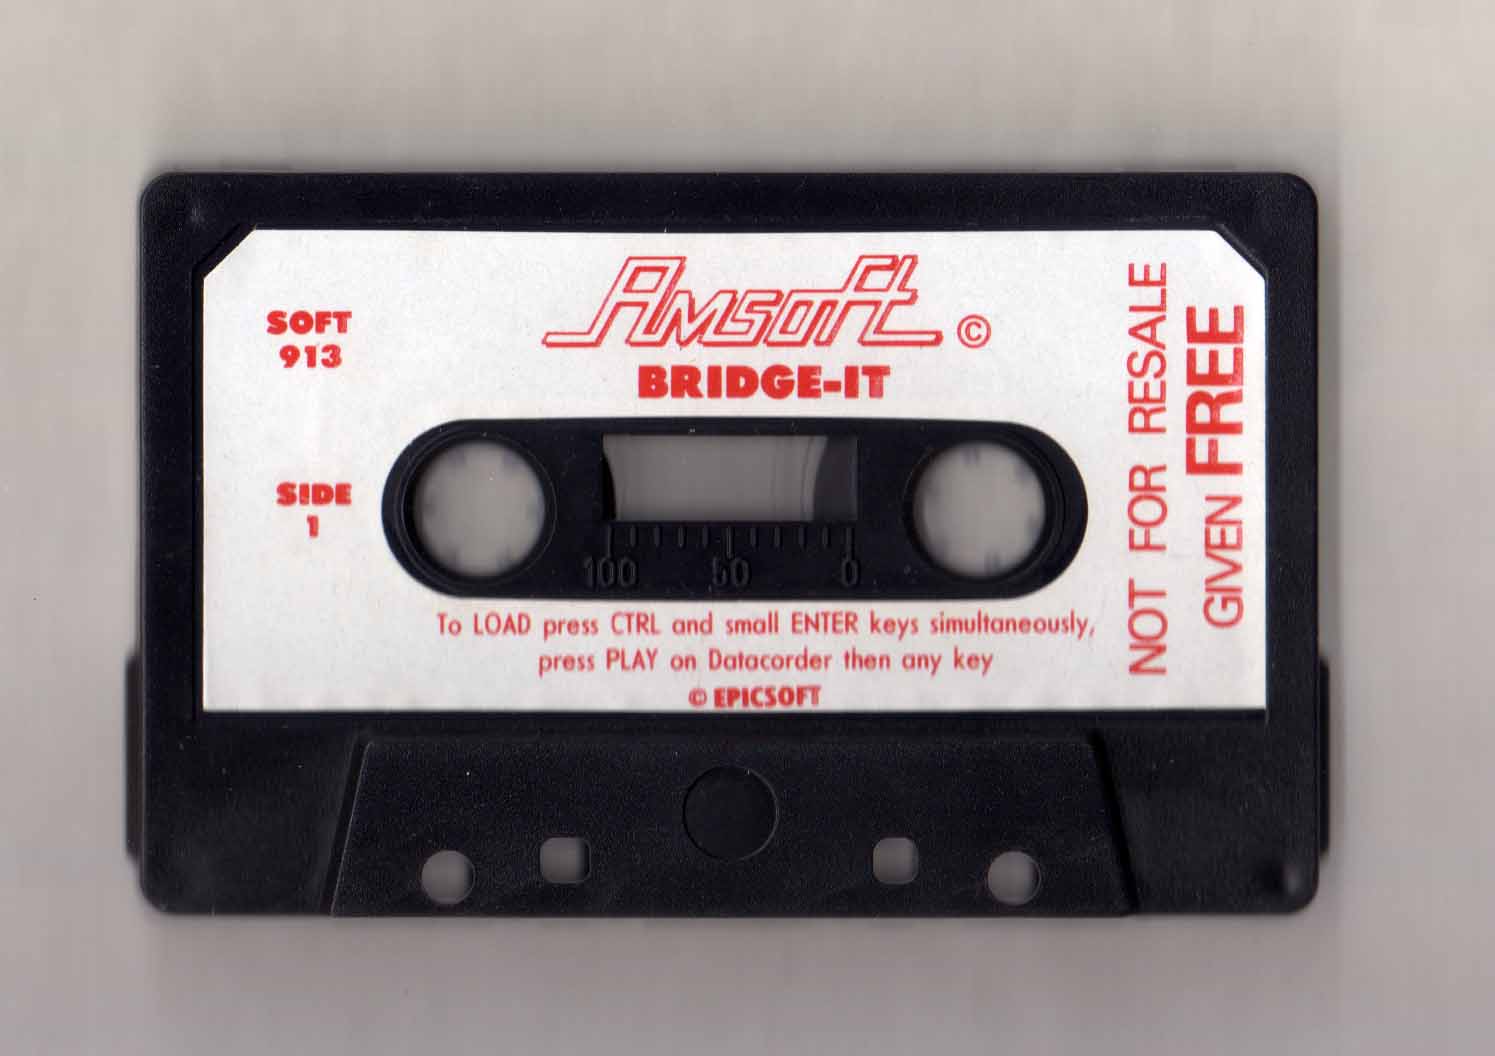 Amsoft ©
BRIDGE-IT
SOFT
913
SIDE
1
100 50 0
To LOAD press CTRL and small ENTER keys simultaneously,
press PLAY on Datacorder then any key
© EPICSOFT
NOT FOR RESALE
GIVEN FREE